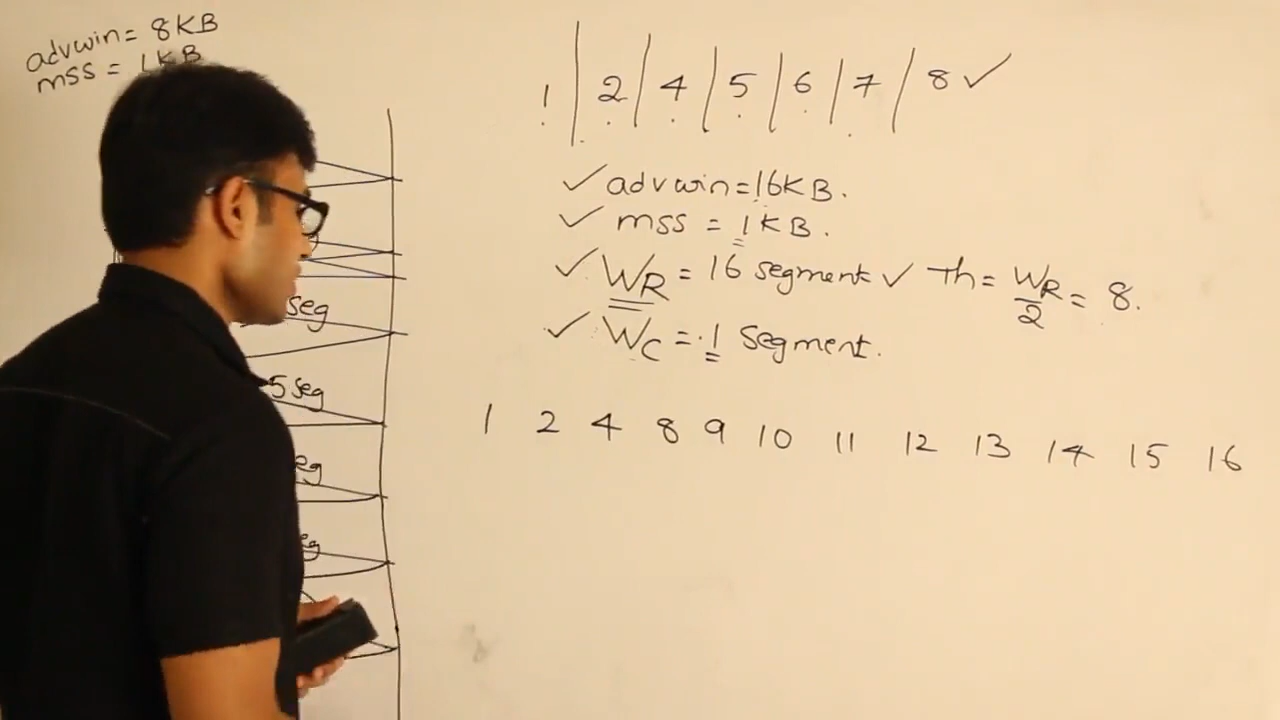 advwin = 8KB
mss = 1KB
1 | 2 | 4 | 5 | 6 | 7 | 8 ✓
✓ advwin = 16KB.
✓ mss = 1KB.
✓ WR = 16 segment ✓ Th = WR/2 = 8.
✓ WC = 1 segment.
1 2 4 8 9 10 11 12 13 14 15 16
seg
5 seg
eg
eg